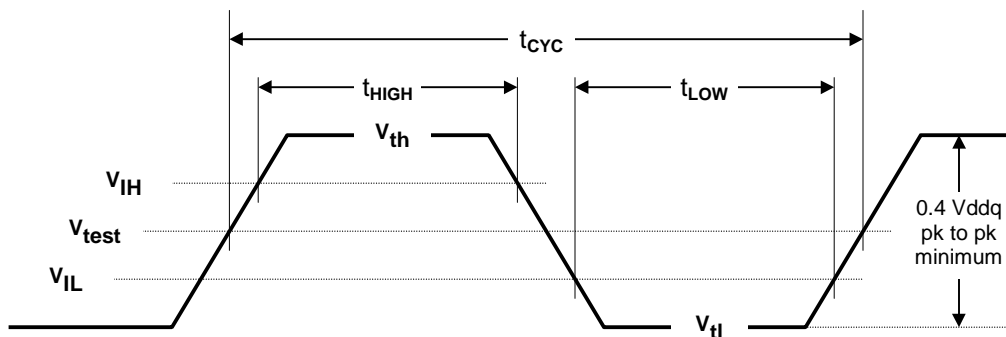 tCYC
tHIGH
tLOW
Vth
VIH
Vtest
VIL
Vtl
0.4 Vddq
pk to pk
minimum